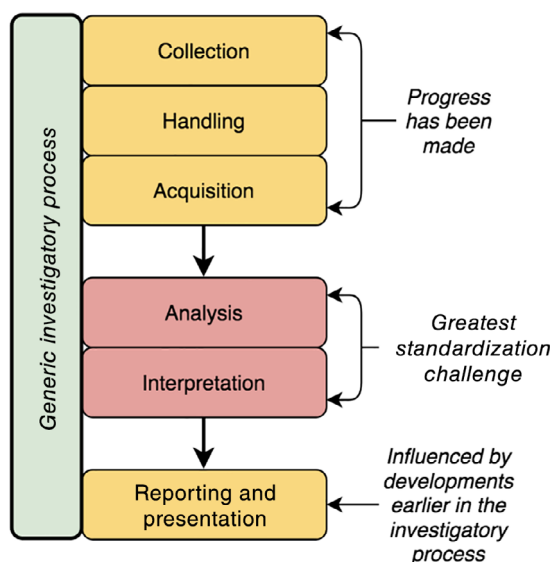 Generic investigatory process
Collection
Handling
Acquisition
Progress
has been
made
Analysis
Interpretation
Greatest
standardization
challenge
Reporting and
presentation
Influenced by
developments
earlier in the
investigatory
process